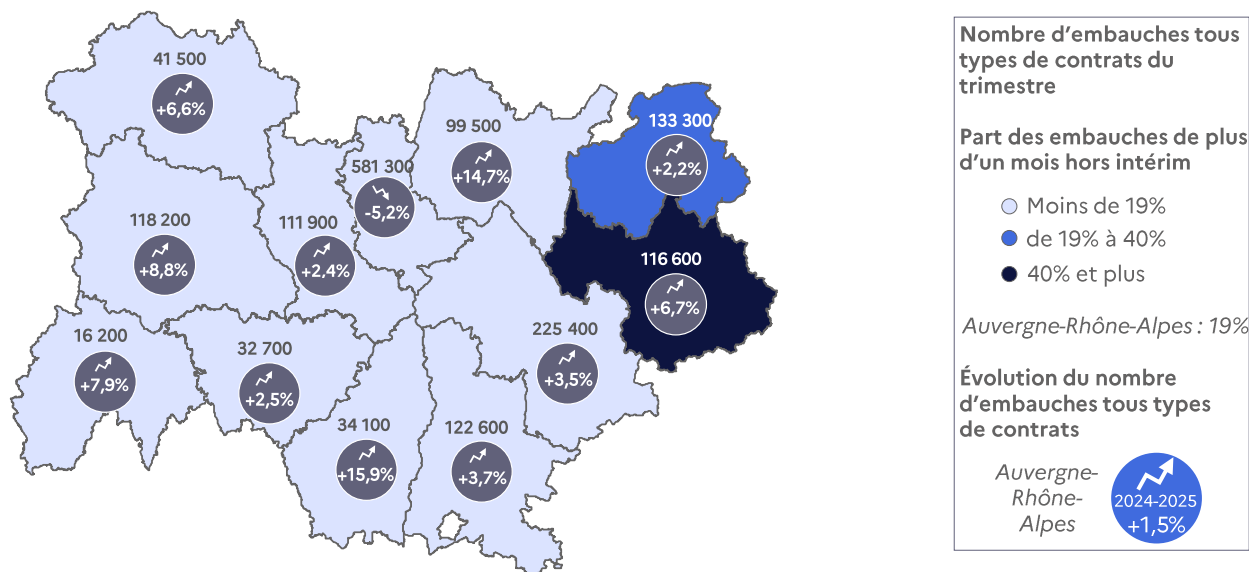 41 500
+6,6%
99 500
+14,7%
133 300
+2,2%
581 300
-5,2%
118 200
+8,8%
111 900
+2,4%
116 600
+6,7%
16 200
+7,9%
32 700
+2,5%
225 400
+3,5%
34 100
+15,9%
122 600
+3,7%
Nombre d'embauches tous
types de contrats du
trimestre
Part des embauches de plus
d'un mois hors intérim
Moins de 19%
de 19% à 40%
40% et plus
Auvergne-Rhône-Alpes : 19%
Évolution du nombre
d'embauches tous types
de contrats
Auvergne-
Rhône-
Alpes
2024-2025
+1,5%